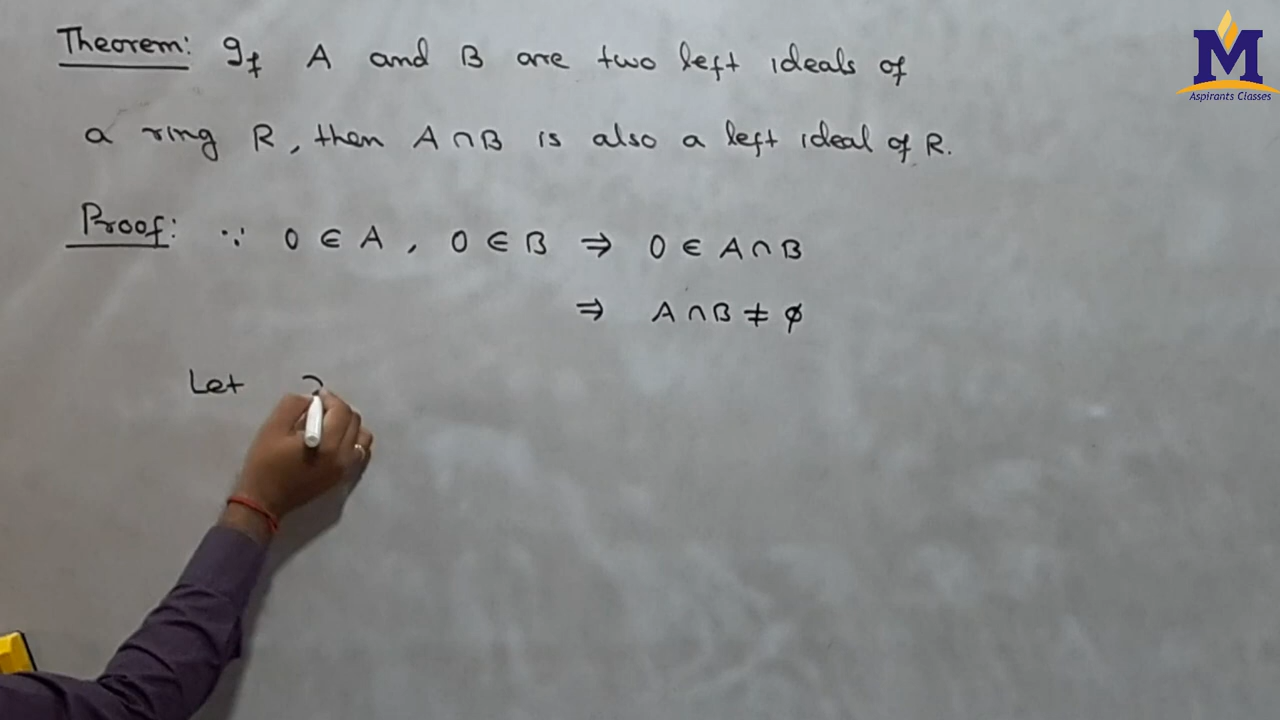 Theorem: If A and B are two left ideals of
a ring R, then A ∩ B is also a left ideal of R.
Proof: ∵ 0 ∈ A, 0 ∈ B ⇒ 0 ∈ A ∩ B
⇒ A ∩ B ≠ ϕ
Let
M
Aspirants Classes